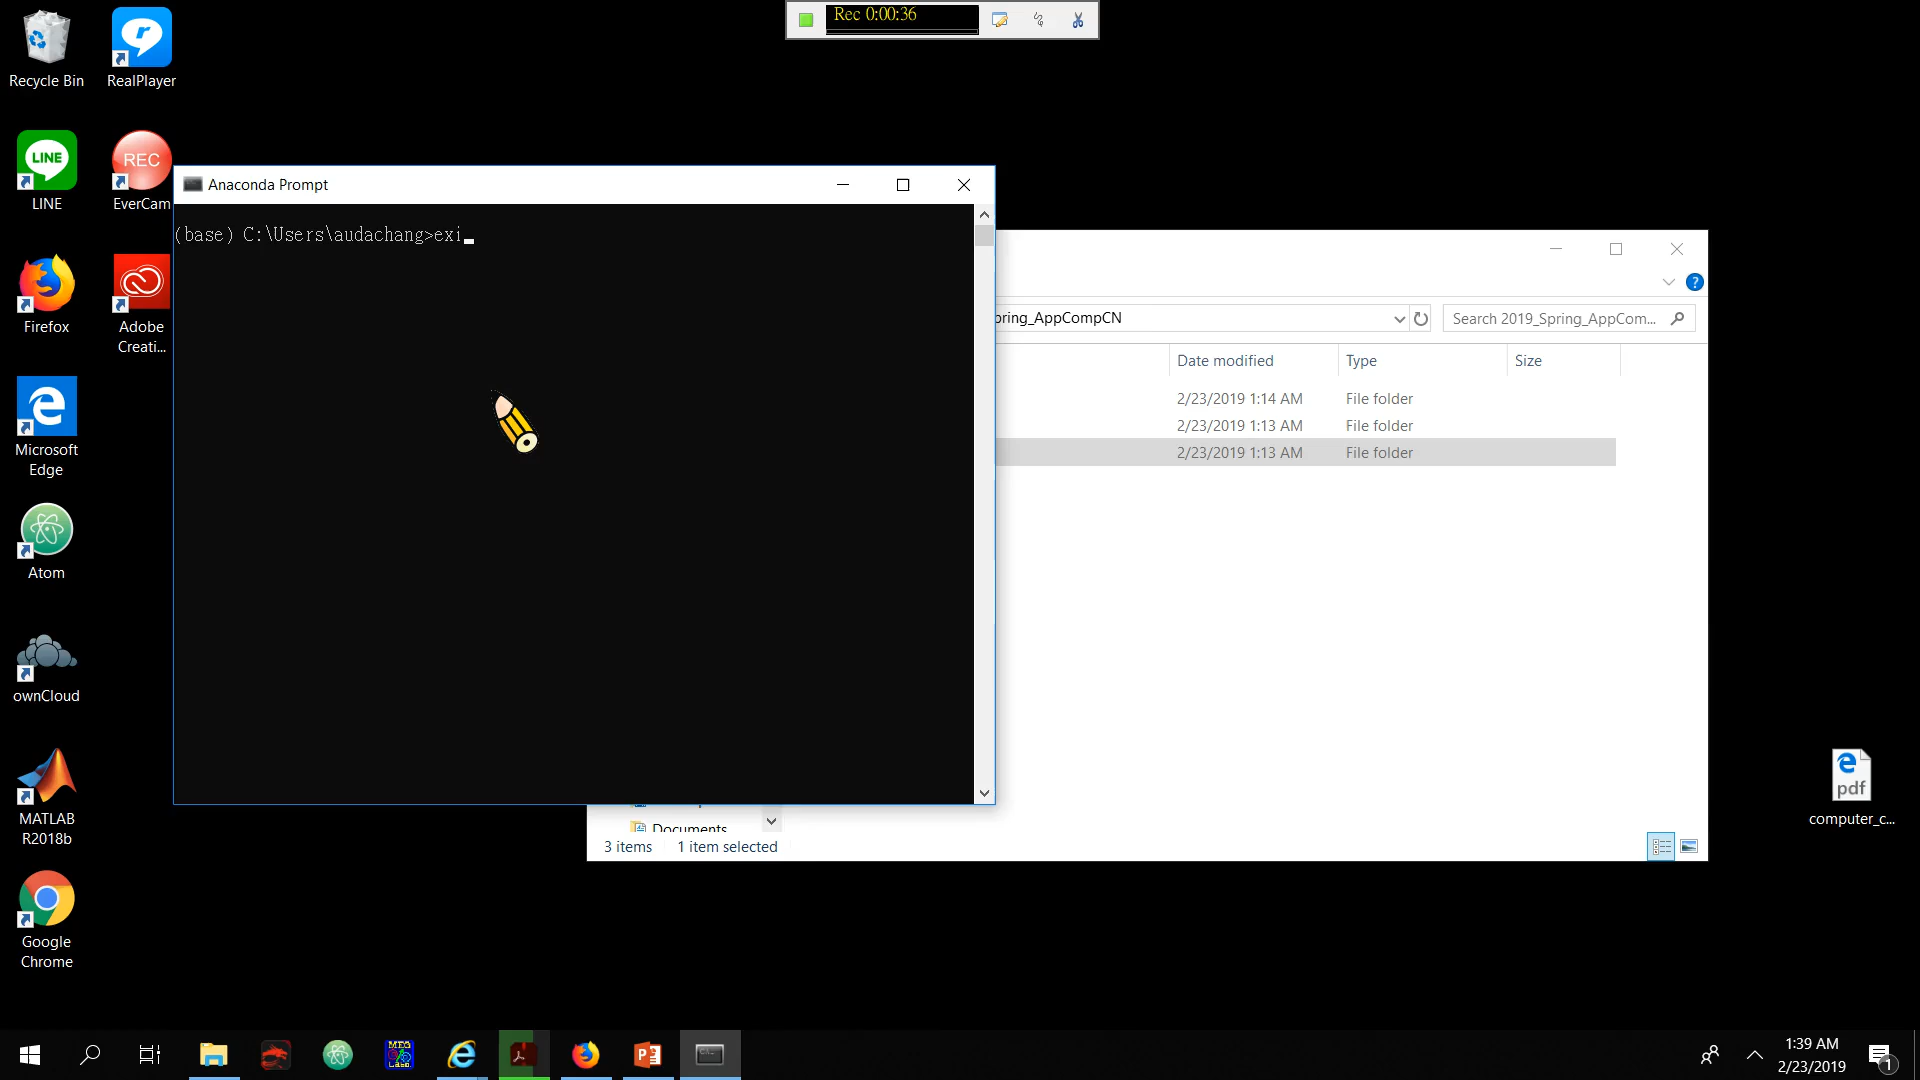 Rec 0:00:36
Recycle Bin
RealPlayer
LINE
LINE
REC
EverCam
Firefox
Adobe
Creati...
Microsoft
Edge
Atom
ownCloud
MATLAB
R2018b
Google
Chrome
Anaconda Prompt
(base) C:\Users\audachang>exi
pring_AppCompCN
Search 2019_Spring_AppCom...
Date modified
Type
Size
2/23/2019 1:14 AM
File folder
2/23/2019 1:13 AM
File folder
2/23/2019 1:13 AM
File folder
Documents
3 items
1 item selected
pdf
computer_c...
1:39 AM
2/23/2019
1